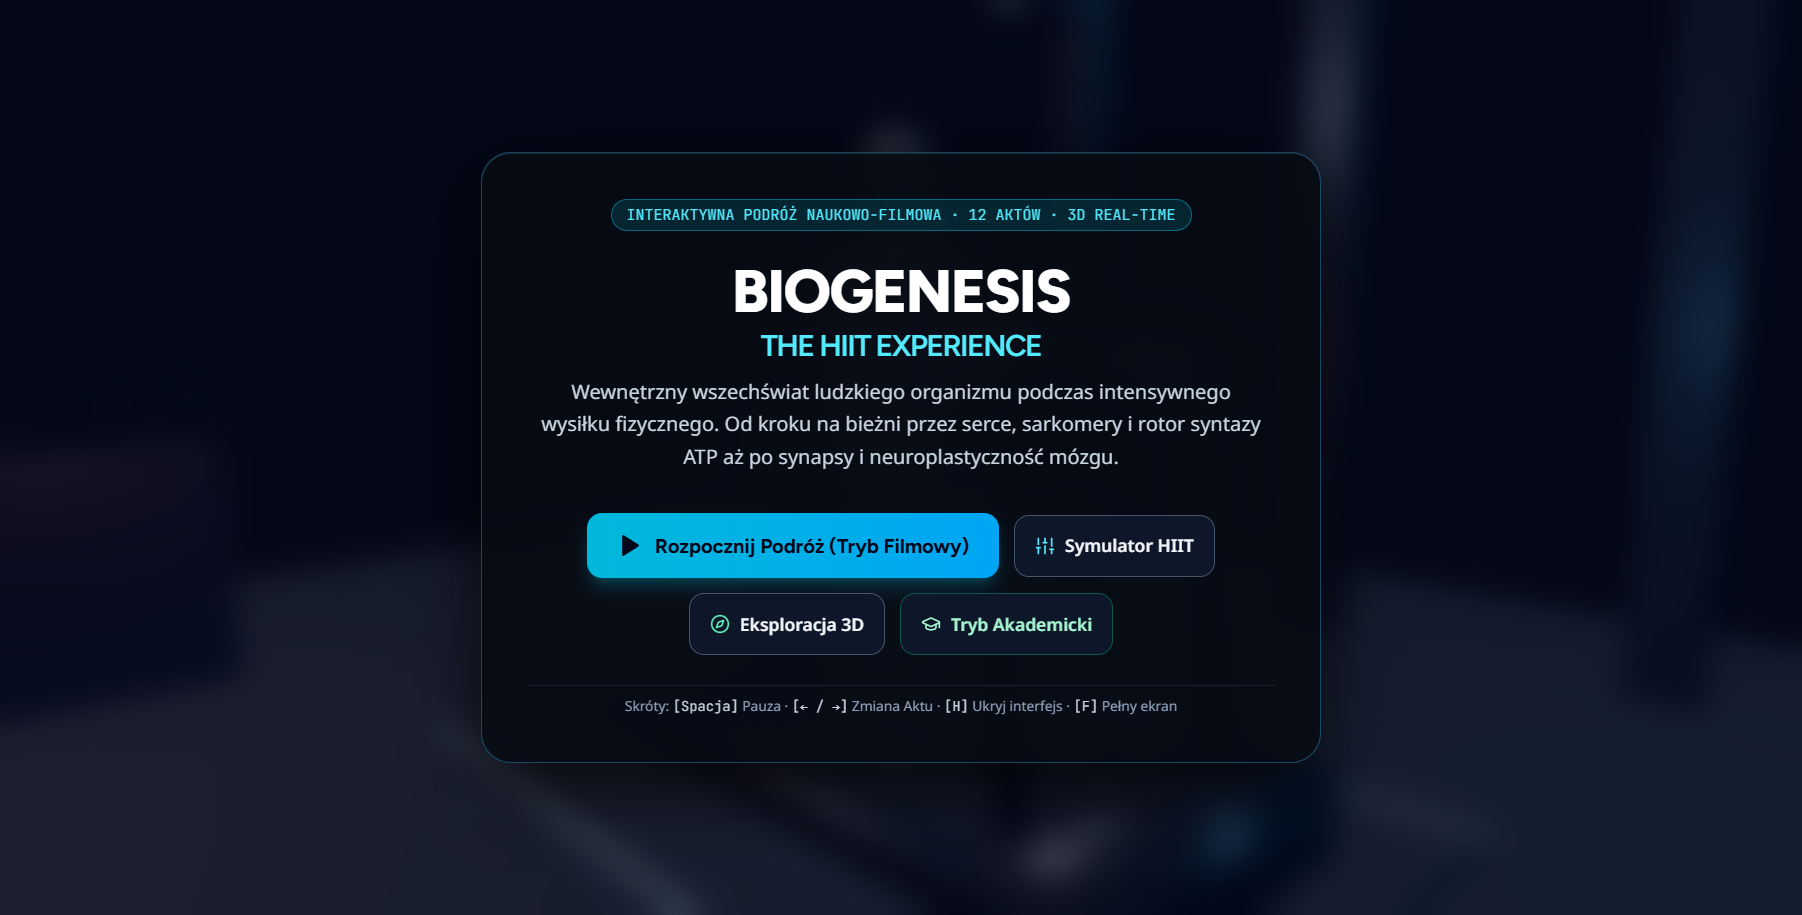 INTERAKTYWNA PODRÓŻ NAUKOWO-FILMOWA · 12 AKTÓW · 3D REAL-TIME
BIOGENESIS
THE HIIT EXPERIENCE
Wewnętrzny wszechświat ludzkiego organizmu podczas intensywnego
wysiłku fizycznego. Od kroku na bieżni przez serce, sarkomery i rotor syntazy
ATP aż po synapsy i neuroplastyczność mózgu.
Rozpocznij Podróż (Tryb Filmowy)
Symulator HIIT
Eksploracja 3D
Tryb Akademicki
Skróty: [Spacja] Pauza · [← / →] Zmiana Aktu · [H] Ukryj interfejs · [F] Pełny ekran